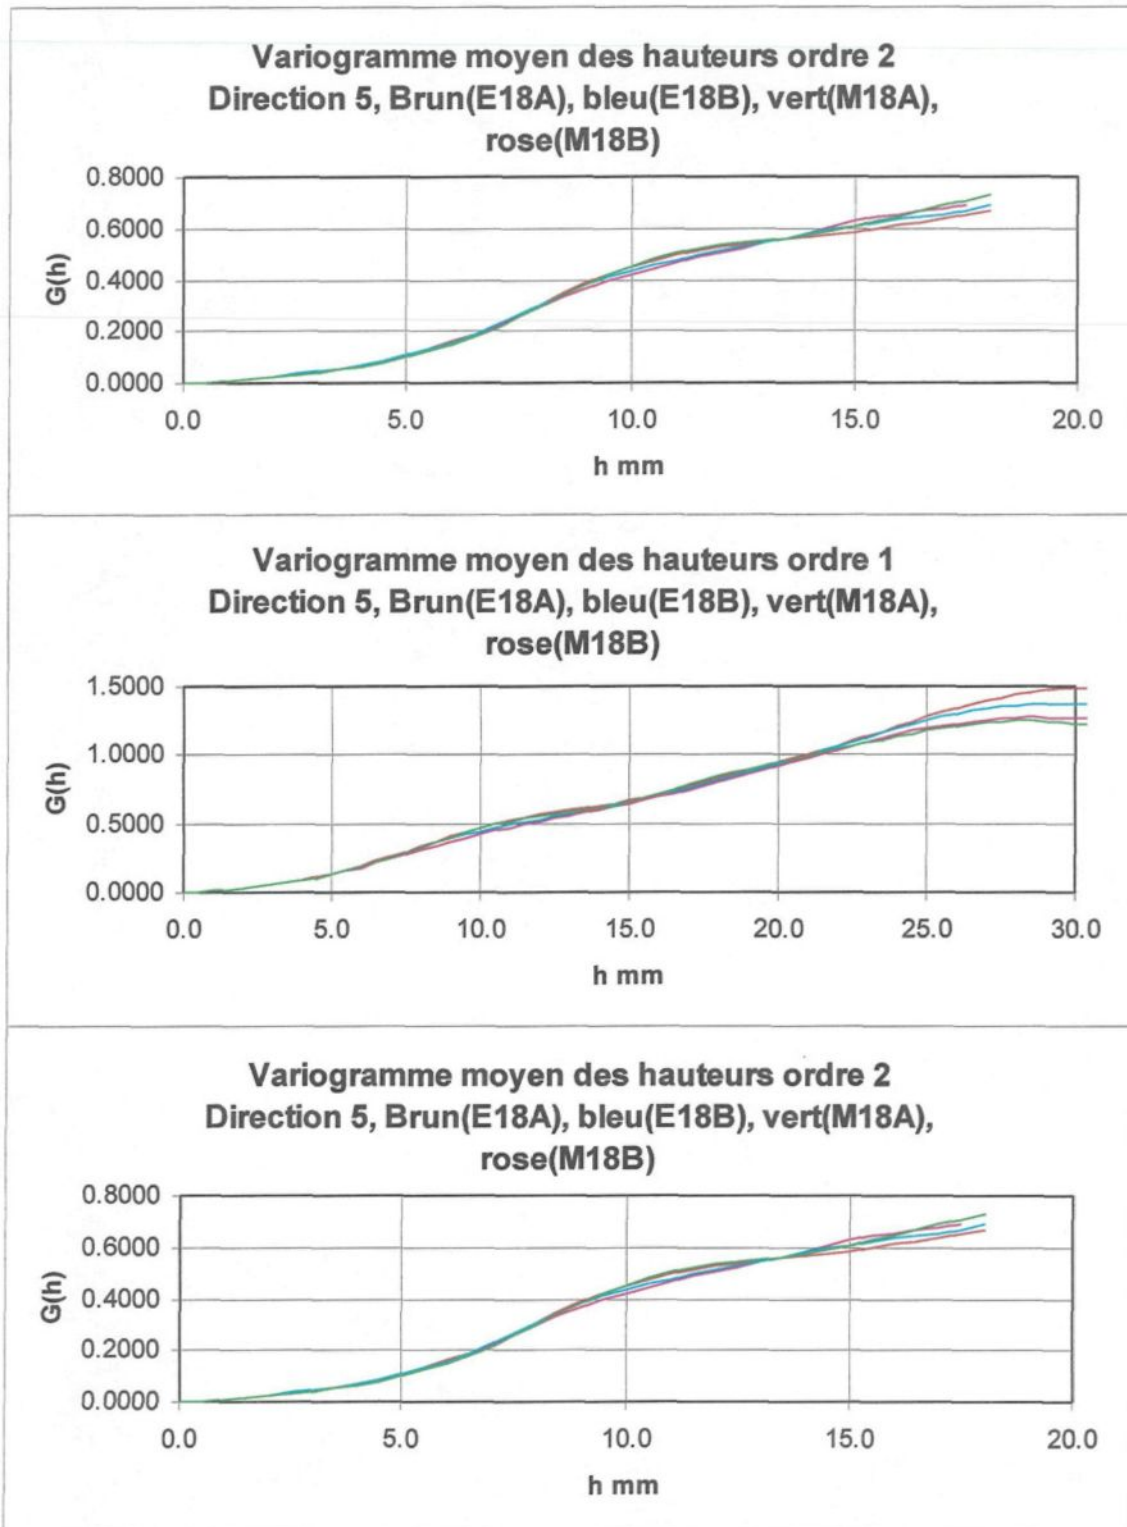 Variogramme moyen des hauteurs ordre 2
Direction 5, Brun(E18A), bleu(E18B), vert(M18A),
rose(M18B)
0.8000
0.6000
0.4000
0.2000
0.0000
G(h)
0.0 5.0 10.0 15.0 20.0
h mm
Variogramme moyen des hauteurs ordre 1
Direction 5, Brun(E18A), bleu(E18B), vert(M18A),
rose(M18B)
1.5000
1.0000
0.5000
0.0000
G(h)
0.0 5.0 10.0 15.0 20.0 25.0 30.0
h mm
Variogramme moyen des hauteurs ordre 2
Direction 5, Brun(E18A), bleu(E18B), vert(M18A),
rose(M18B)
0.8000
0.6000
0.4000
0.2000
0.0000
G(h)
0.0 5.0 10.0 15.0 20.0
h mm